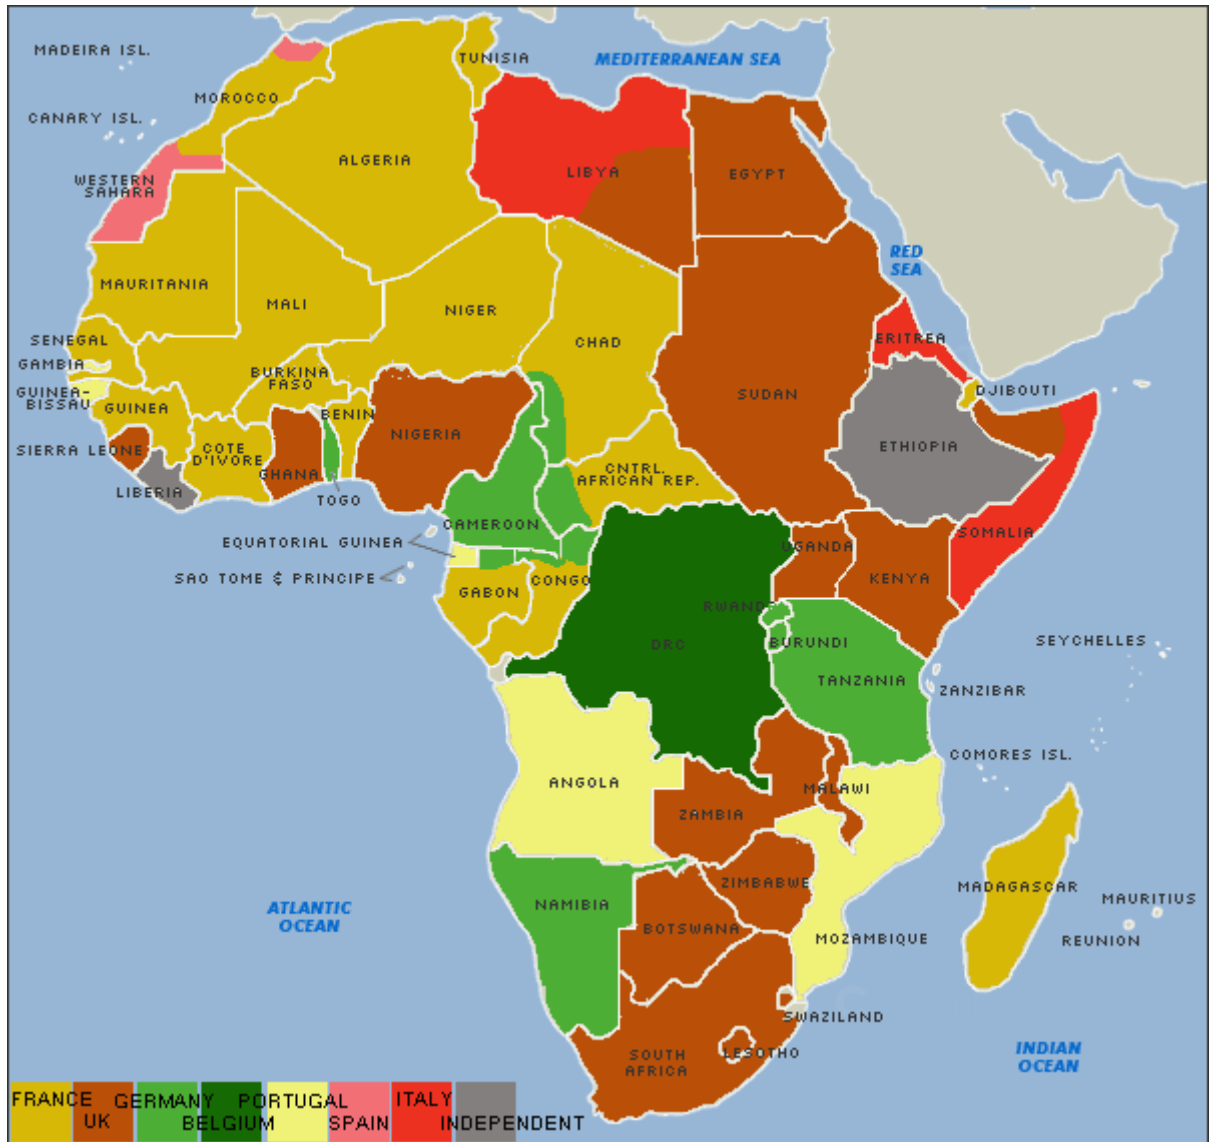 MADEIRA ISL.
TUNISIA
MEDITERRANEAN SEA
MOROCCO
CANARY ISL.
ALGERIA
LIBYA
EGYPT
WESTERN
SAHARA
RED
SEA
MAURITANIA
MALI
NIGER
CHAD
SENEGAL
ERITREA
GAMBIA
BURKINA
FASO
SUDAN
DJIBOUTI
GUINEA-
BISSAU
GUINEA
BENIN
NIGERIA
ETHIOPIA
SIERRA LEONE
COTE
D'IVORE
GHANA
CNTRL.
AFRICAN REP.
LIBERIA
TOGO
CAMEROON
SOMALIA
EQUATORIAL GUINEA
UGANDA
SAO TOME & PRINCIPE
GABON
CONGO
KENYA
RWANDA
DRC
BURUNDI
SEYCHELLES
TANZANIA
ZANZIBAR
COMORES ISL.
ANGOLA
MALAWI
ZAMBIA
ZIMBABWE
MADAGASCAR
MAURITIUS
NAMIBIA
ATLANTIC
OCEAN
BOTSWANA
MOZAMBIQUE
REUNION
SWAZILAND
SOUTH
AFRICA
LESOTHO
INDIAN
OCEAN
FRANCE
UK
GERMANY
BELGIUM
PORTUGAL
SPAIN
ITALY
INDEPENDENT